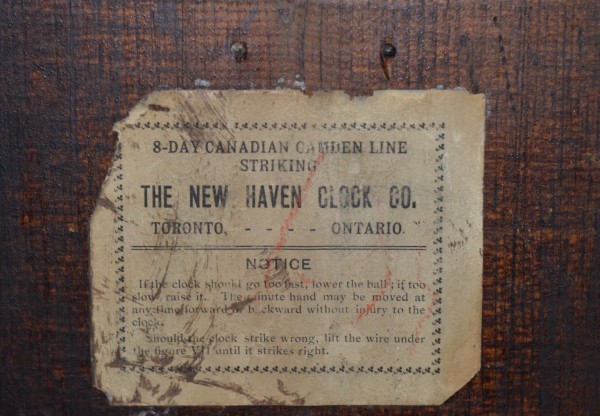 8-DAY CANADIAN CAMDEN LINE
STRIKING
THE NEW HAVEN CLOCK CO.
TORONTO, - - - - ONTARIO.
NOTICE
If the clock should go too fast, lower the ball; if too
slow, raise it. The minute hand may be moved at
any time forward or backward without injury to the
clock.
Should the clock strike wrong, lift the wire under
the figure VII until it strikes right.